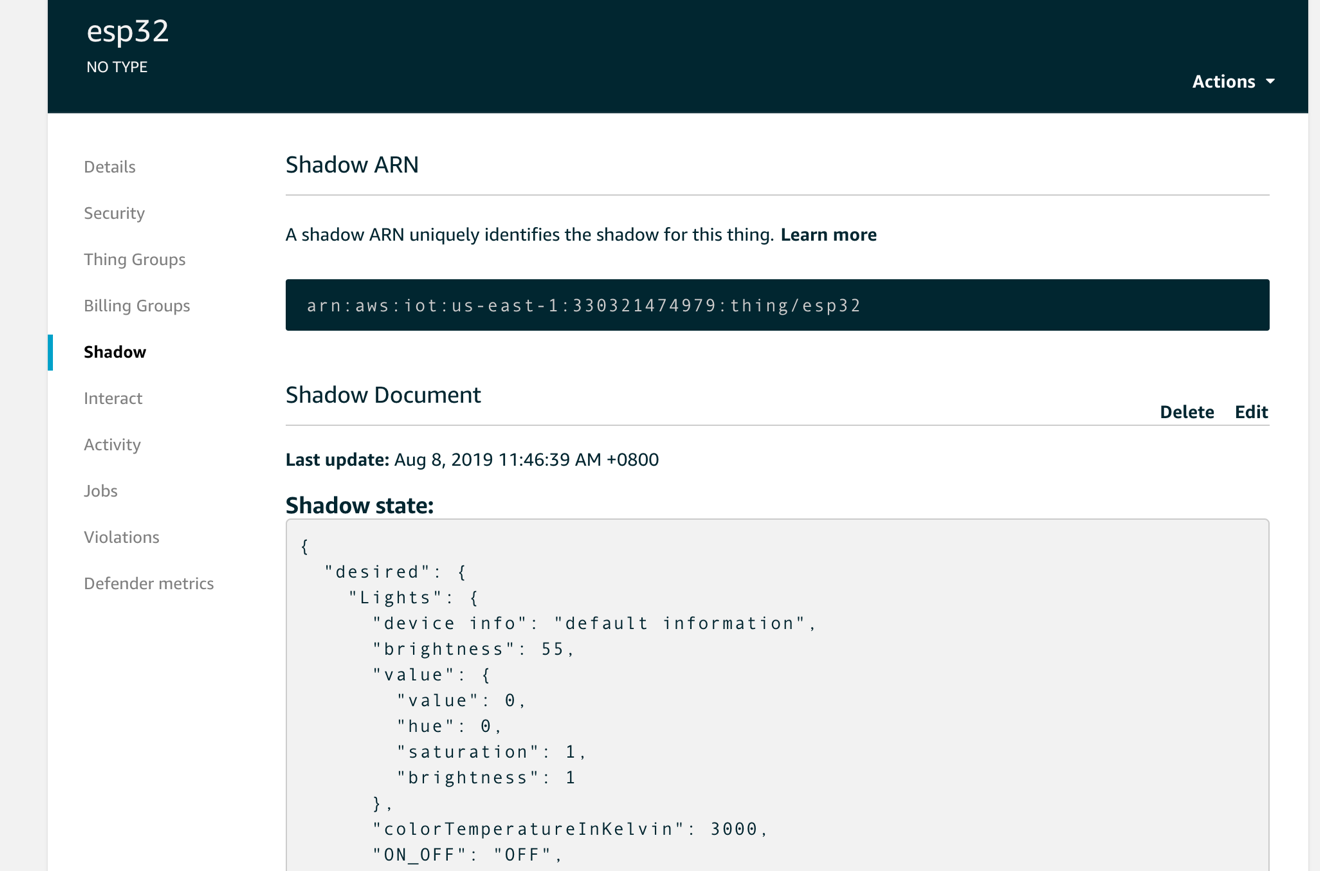 esp32
NO TYPE
Actions
Details
Security
Thing Groups
Billing Groups
Shadow
Interact
Activity
Jobs
Violations
Defender metrics
Shadow ARN
A shadow ARN uniquely identifies the shadow for this thing. Learn more
arn:aws:iot:us-east-1:330321474979:thing/esp32
Shadow Document
Delete Edit
Last update: Aug 8, 2019 11:46:39 AM +0800
Shadow state:
{
  "desired": {
    "Lights": {
      "device info": "default information",
      "brightness": 55,
      "value": {
        "value": 0,
        "hue": 0,
        "saturation": 1,
        "brightness": 1
      },
      "colorTemperatureInKelvin": 3000,
      "ON_OFF": "OFF",